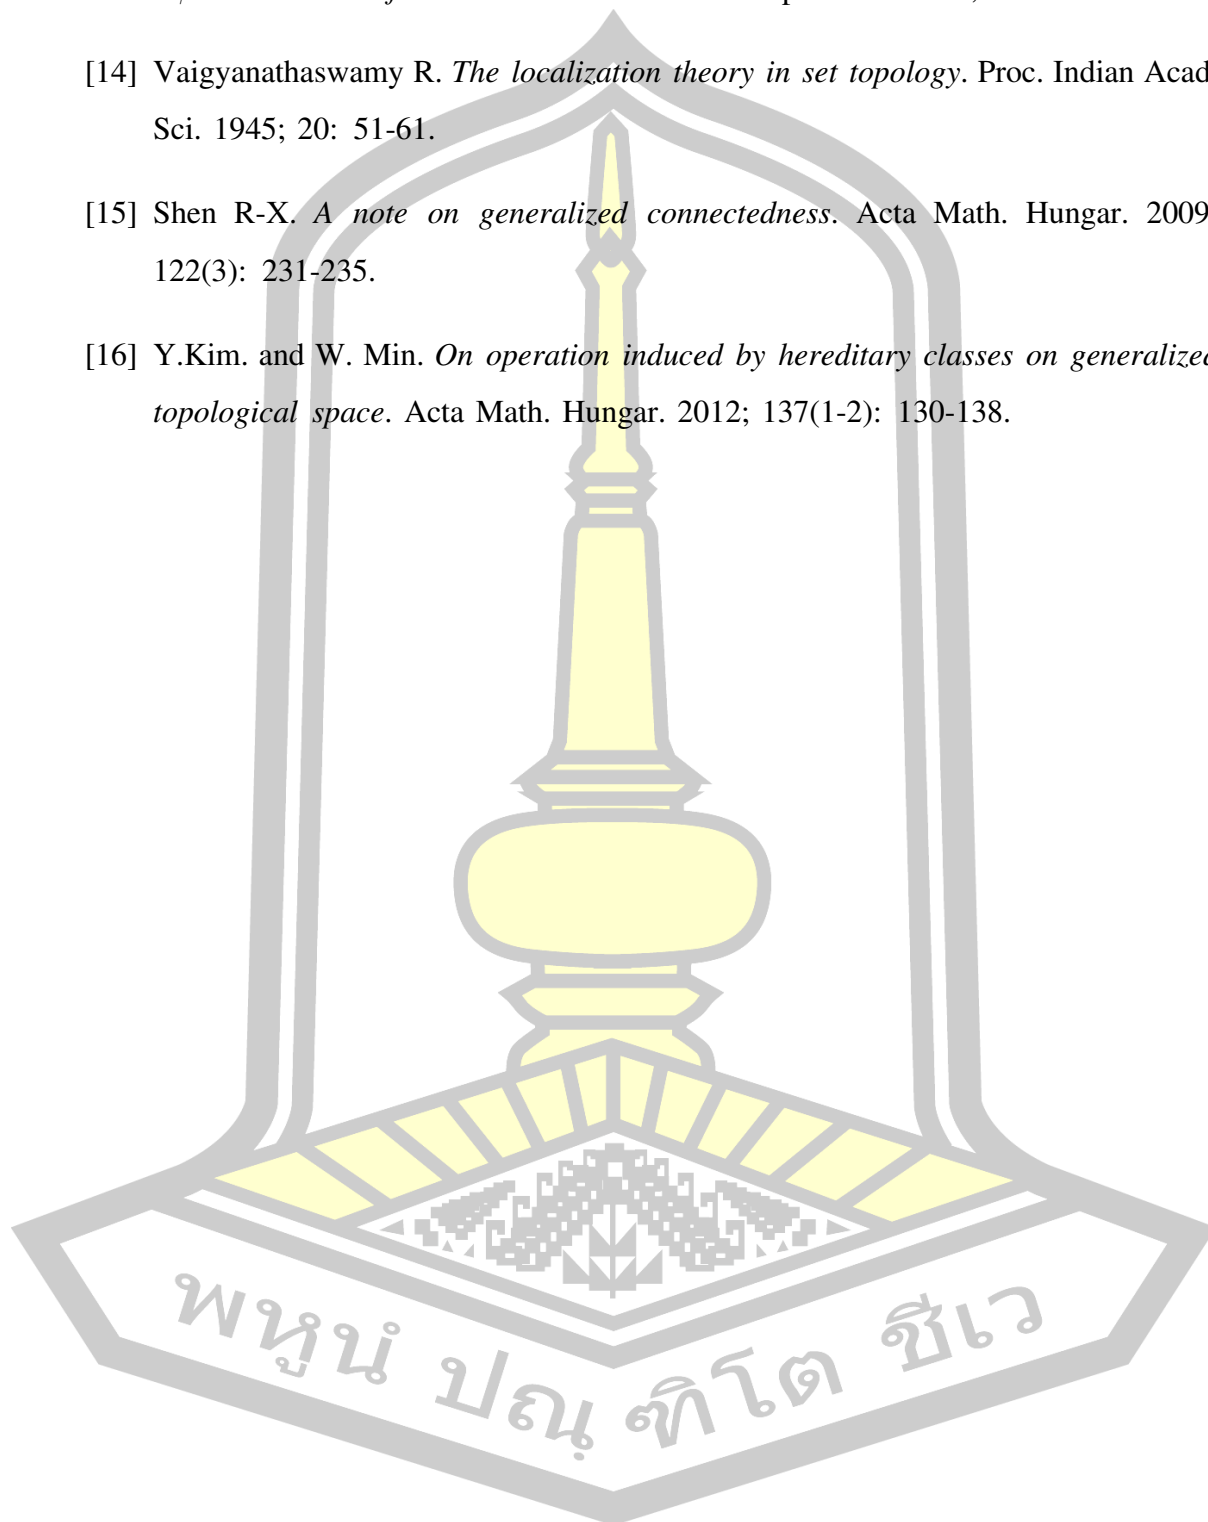 [14] Vaigyanathaswamy R. The localization theory in set topology. Proc. Indian Acad
Sci. 1945; 20: 51-61.
[15] Shen R-X. A note on generalized connectedness. Acta Math. Hungar. 2009
122(3): 231-235.
[16] Y.Kim. and W. Min. On operation induced by hereditary classes on generalized
topological space. Acta Math. Hungar. 2012; 137(1-2): 130-138.
พหูนํ ปณฺฑิโต ชีเว